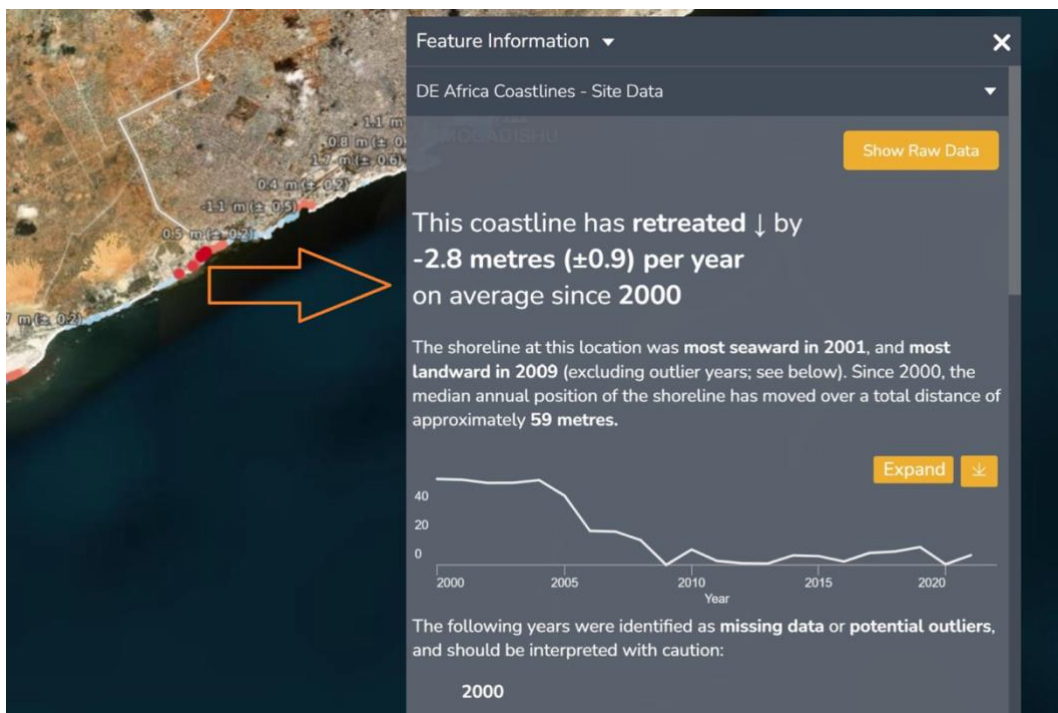 Feature Information
DE Africa Coastlines - Site Data
Show Raw Data
This coastline has retreated ↓ by
-2.8 metres (±0.9) per year
on average since 2000
The shoreline at this location was most seaward in 2001, and most
landward in 2009 (excluding outlier years; see below). Since 2000, the
median annual position of the shoreline has moved over a total distance of
approximately 59 metres.
Expand
40
20
0
2000 2005 2010 2015 2020
Year
The following years were identified as missing data or potential outliers,
and should be interpreted with caution:
2000
1.1 m
0.8 m (± 0
1.7 m (± 0.6)
0.4 m (± 0.2)
-1.1 m (± 0.5)
0.5 m (± 0.2)
7 m (± 0.2)